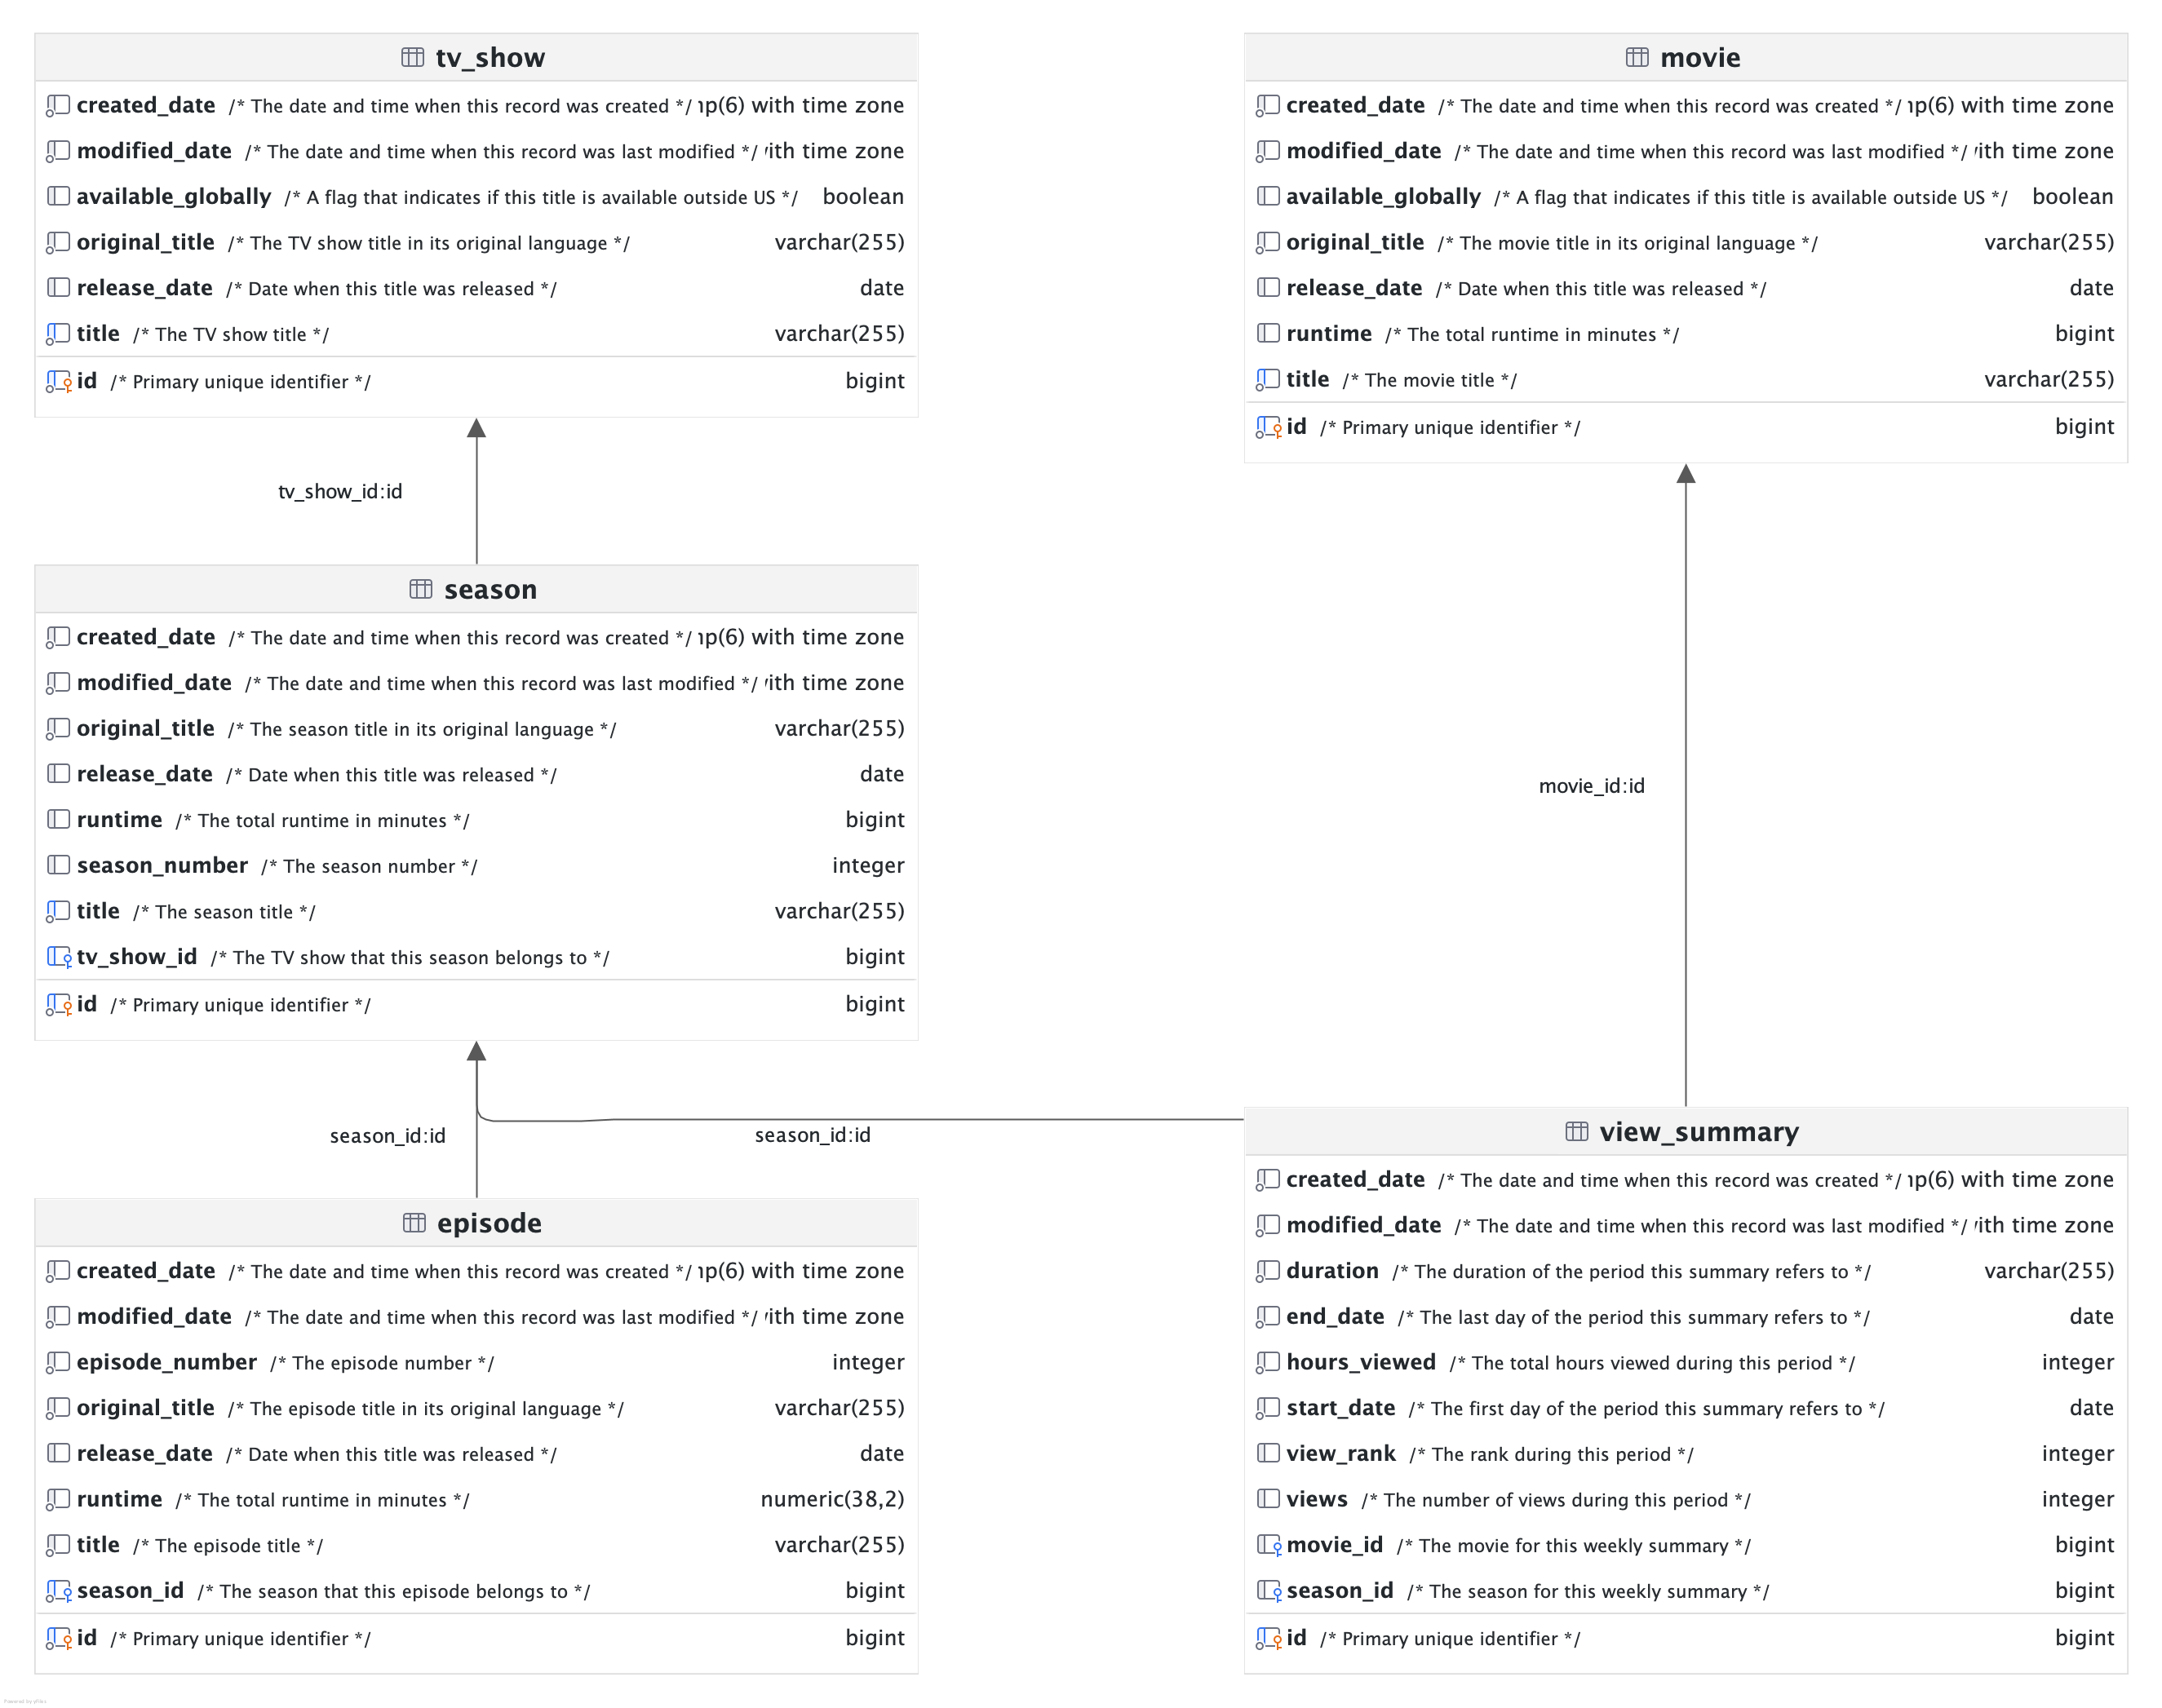 tv_show
created_date /* The date and time when this record was created */ ıp(6) with time zone
modified_date /* The date and time when this record was last modified */ with time zone
available_globally /* A flag that indicates if this title is available outside US */ boolean
original_title /* The TV show title in its original language */ varchar(255)
release_date /* Date when this title was released */ date
title /* The TV show title */ varchar(255)
id /* Primary unique identifier */ bigint
movie
created_date /* The date and time when this record was created */ ıp(6) with time zone
modified_date /* The date and time when this record was last modified */ with time zone
available_globally /* A flag that indicates if this title is available outside US */ boolean
original_title /* The movie title in its original language */ varchar(255)
release_date /* Date when this title was released */ date
runtime /* The total runtime in minutes */ bigint
title /* The movie title */ varchar(255)
id /* Primary unique identifier */ bigint
tv_show_id:id
season
created_date /* The date and time when this record was created */ ıp(6) with time zone
modified_date /* The date and time when this record was last modified */ with time zone
original_title /* The season title in its original language */ varchar(255)
release_date /* Date when this title was released */ date
runtime /* The total runtime in minutes */ bigint
season_number /* The season number */ integer
title /* The season title */ varchar(255)
tv_show_id /* The TV show that this season belongs to */ bigint
id /* Primary unique identifier */ bigint
movie_id:id
season_id:id
season_id:id
episode
created_date /* The date and time when this record was created */ ıp(6) with time zone
modified_date /* The date and time when this record was last modified */ with time zone
episode_number /* The episode number */ integer
original_title /* The episode title in its original language */ varchar(255)
release_date /* Date when this title was released */ date
runtime /* The total runtime in minutes */ numeric(38,2)
title /* The episode title */ varchar(255)
season_id /* The season that this episode belongs to */ bigint
id /* Primary unique identifier */ bigint
view_summary
created_date /* The date and time when this record was created */ ıp(6) with time zone
modified_date /* The date and time when this record was last modified */ with time zone
duration /* The duration of the period this summary refers to */ varchar(255)
end_date /* The last day of the period this summary refers to */ date
hours_viewed /* The total hours viewed during this period */ integer
start_date /* The first day of the period this summary refers to */ date
view_rank /* The rank during this period */ integer
views /* The number of views during this period */ integer
movie_id /* The movie for this weekly summary */ bigint
season_id /* The season for this weekly summary */ bigint
id /* Primary unique identifier */ bigint
Powered by yFiles